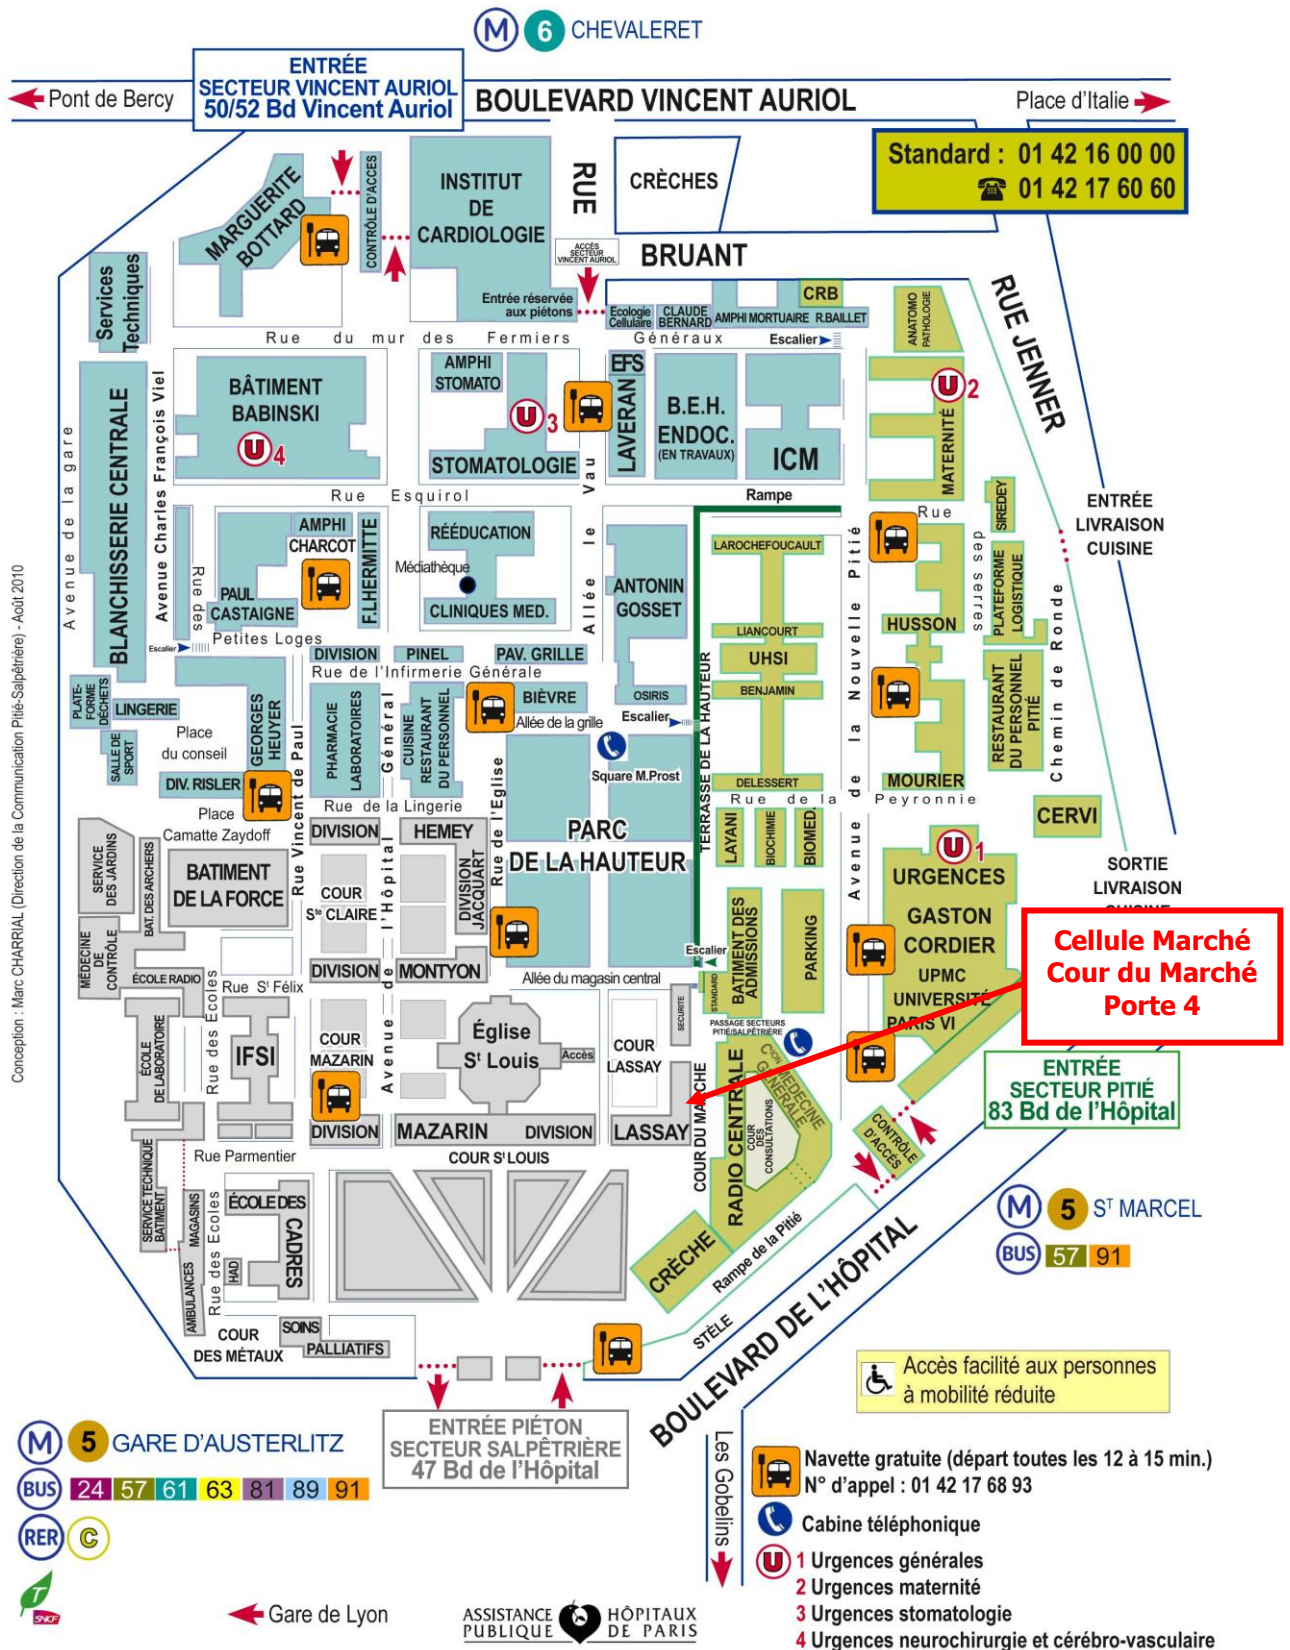 M 6 CHEVALERET
ENTRÉE
SECTEUR VINCENT AURIOL
50/52 Bd Vincent Auriol
Pont de Bercy
BOULEVARD VINCENT AURIOL
Place d'Italie
Standard : 01 42 16 00 00
01 42 17 60 60
MARGUERITE
BOTTARD
CONTRÔLE D'ACCES
INSTITUT
DE
CARDIOLOGIE
Entrée réservée
aux piétons
RUE
BRUANT
CRÈCHES
ACCÈS
SECTEUR
VINCENT AURIOL
Services
Techniques
Ecologie
Cellulaire
CLAUDE
BERNARD
AMPHI MORTUAIRE
R.BAILLET
CRB
ANATOMO
PATHOLOGIE
RUE JENNER
Rue du mur des Fermiers Généraux
Escalier
Avenue de la gare
BLANCHISSERIE CENTRALE
Avenue Charles François Viel
BÂTIMENT
BABINSKI
U 4
AMPHI
STOMATO
U 3
STOMATOLOGIE
EFS
LAVERAN
B.E.H.
ENDOC.
(EN TRAVAUX)
ICM
U 2
MATERNITÉ
Rue Esquirol
Rampe
Rue
des serres
SIREDEY
ENTRÉE
LIVRAISON
CUISINE
AMPHI
CHARCOT
F.LHERMITTE
PAUL
CASTAIGNE
Rue des
Petites Loges
Escalier
RÉÉDUCATION
Médiathèque
CLINIQUES MED.
Allée le Vau
ANTONIN
GOSSET
OSIRIS
LAROCHEFOUCAULT
LIANCOURT
UHSI
BENJAMIN
DELESSERT
Avenue de la Nouvelle Pitié
HUSSON
PLATEFORME
LOGISTIQUE
RESTAURANT
DU PERSONNEL
PITIÉ
Chemin de Ronde
MOURIER
DIVISION
PINEL
PAV. GRILLE
Rue de l'Infirmerie Générale
PLATE-
FORME
DÉCHETS
LINGERIE
SALLE DE
SPORT
Place
du conseil
GEORGES
HEUYER
DIV. RISLER
Rue Vincent de Paul
PHARMACIE
LABORATOIRES
Avenue de l'Hôpital Général
CUISINE
RESTAURANT
DU PERSONNEL
BIÈVRE
Allée de la grille
Escalier
Square M.Prost
TERRASSE DE LA HAUTEUR
Rue de la Lingerie
Rue de l'Eglise
PARC
DE LA HAUTEUR
Rue de la Peyronnie
LAYANI
BIOCHIMIE
BIOMED.
CERVI
Place
Camatte Zaydoff
SERVICE
DES JARDINS
BAT. DES ARCHERS
BATIMENT
DE LA FORCE
DIVISION
HEMEY
COUR
Ste CLAIRE
DIVISION
JACQUART
DIVISION
MONTYON
U 1
URGENCES
GASTON
CORDIER
UPMC
UNIVERSITÉ
PARIS VI
SORTIE
LIVRAISON
Cellule Marché
Cour du Marché
Porte 4
MÉDECINE
DE
CONTRÔLE
ÉCOLE RADIO
Rue St Félix
Rue des Ecoles
Allée du magasin central
Escalier
STANDARD
BATIMENT DES
ADMISSIONS
PARKING
PASSAGE SECTEURS
PITIÉ/SALPÊTRIÈRE
SECURITE
ÉCOLE
DE LABORATOIRE
IFSI
COUR
MAZARIN
Église
St Louis
Accès
COUR
LASSAY
COUR DU MARCHE
RADIO CENTRALE
Cion MEDECINE
GÉNÉRALE
COUR
DES
CONSULTATIONS
DIVISION
MAZARIN
DIVISION
LASSAY
COUR St LOUIS
Rue Parmentier
ENTRÉE
SECTEUR PITIÉ
83 Bd de l'Hôpital
CONTRÔLE
D'ACCÈS
SERVICE TECHNIQUE
BATIMENT
MAGASINS
AMBULANCES
Rue des Ecoles
ÉCOLE DES
CADRES
HAD
CRÈCHE
Rampe de la Pitié
STÈLE
BOULEVARD DE L'HÔPITAL
M 5 ST MARCEL
BUS 57 91
COUR
DES MÉTAUX
SOINS
PALLIATIFS
ENTRÉE PIÉTON
SECTEUR SALPÊTRIÈRE
47 Bd de l'Hôpital
Accès facilité aux personnes
à mobilité réduite
M 5 GARE D'AUSTERLITZ
BUS 24 57 61 63 81 89 91
RER C
T
SNCF
Gare de Lyon
Les Gobelins
ASSISTANCE
PUBLIQUE
HÔPITAUX
DE PARIS
Navette gratuite (départ toutes les 12 à 15 min.)
N° d'appel : 01 42 17 68 93
Cabine téléphonique
U 1 Urgences générales
2 Urgences maternité
3 Urgences stomatologie
4 Urgences neurochirurgie et cérébro-vasculaire
Conception : Marc CHARRIAL (Direction de la Communication Pitié-Salpêtrière) - Août 2010